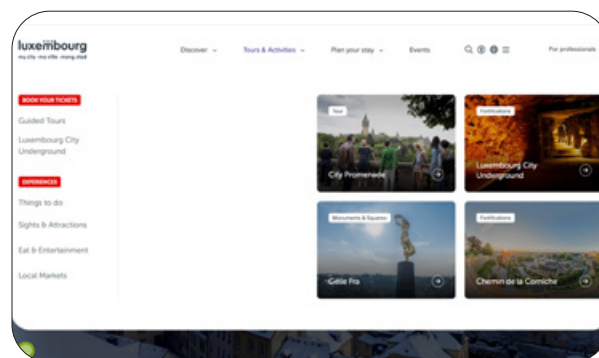 luxembourg
my city · ma ville · meng stad
Discover
Tours & Activities
Plan your stay
Events
For professionals
BOOK YOUR TICKETS
Guided Tours
Luxembourg City
Underground
EXPERIENCES
Things to do
Sights & Attractions
Eat & Entertainment
Local Markets
Tour
City Promenade
Fortifications
Luxembourg City
Underground
Monuments & Squares
Gëlle Fra
Fortifications
Chemin de la Corniche